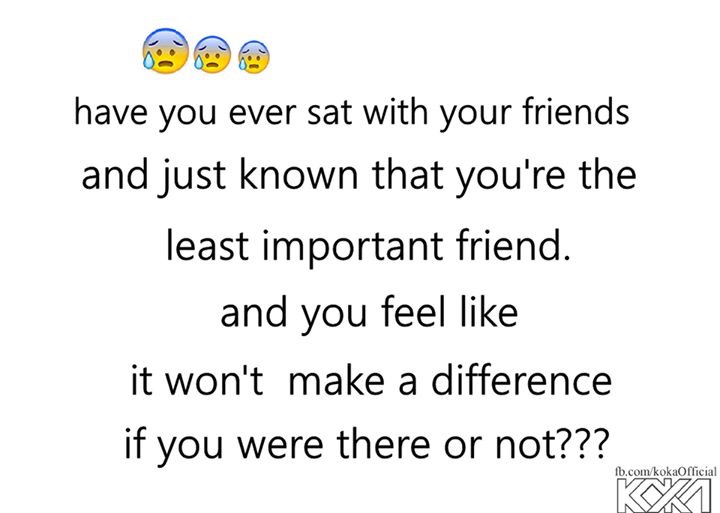 have you ever sat with your friends
and just known that you're the
least important friend.
and you feel like
it won't make a difference
if you were there or not???
fb.com/kokaOfficial
KOKA